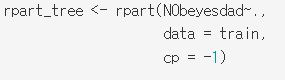 rpart_tree <- rpart(NObeyesdad~.,
data = train,
cp = -1)